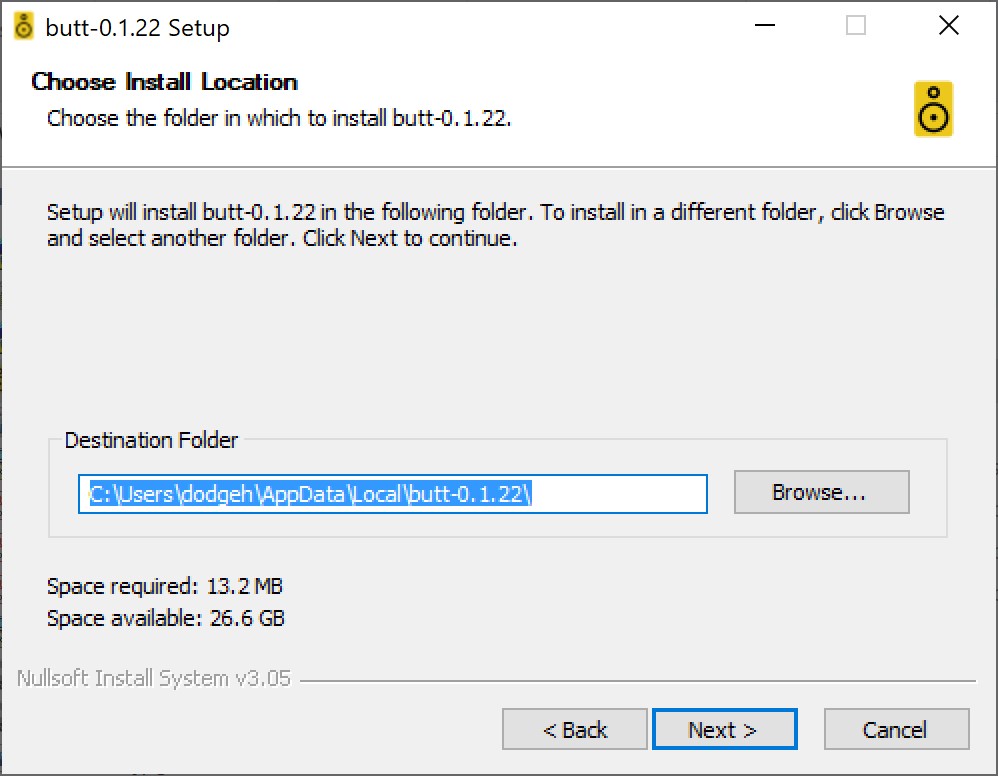 butt-0.1.22 Setup
Choose Install Location
Choose the folder in which to install butt-0.1.22.
Setup will install butt-0.1.22 in the following folder. To install in a different folder, click Browse
and select another folder. Click Next to continue.
Destination Folder
C:\Users\dodgeh\AppData\Local\butt-0.1.22\
Browse...
Space required: 13.2 MB
Space available: 26.6 GB
Nullsoft Install System v3.05
< Back
Next >
Cancel